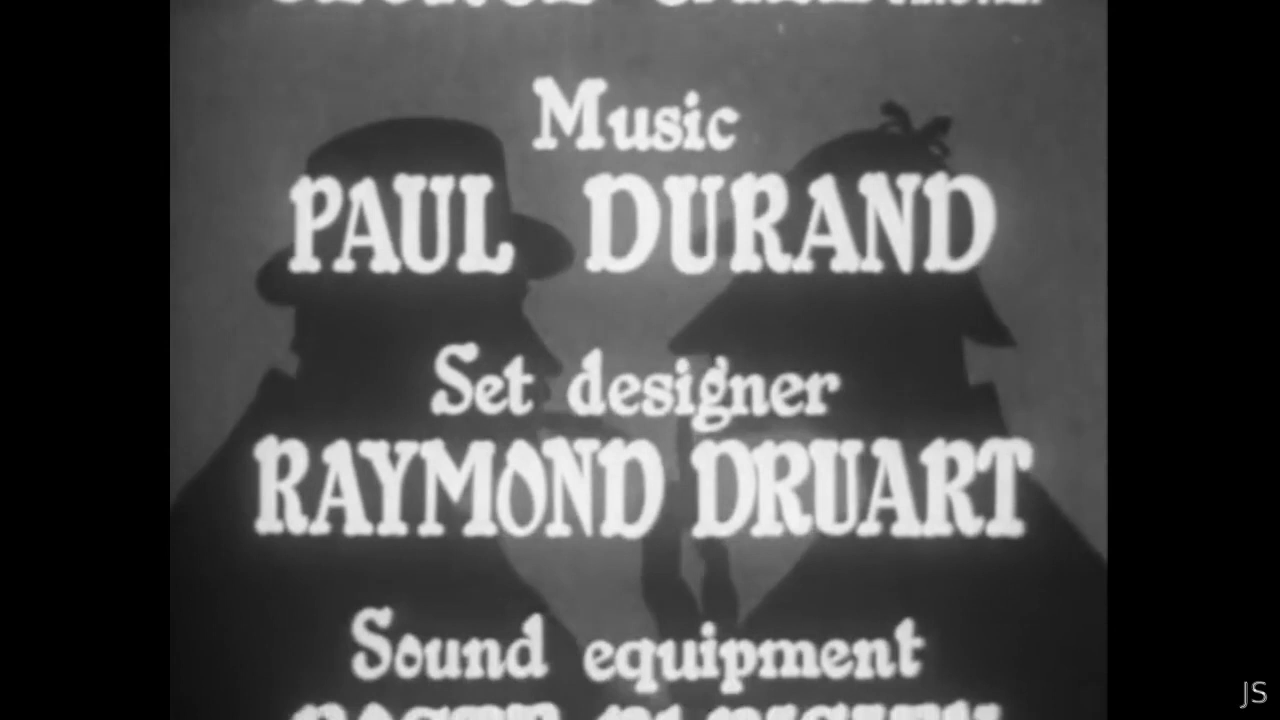 Music
PAUL DURAND
Set designer
RAYMOND DRUART
Sound equipment
JS